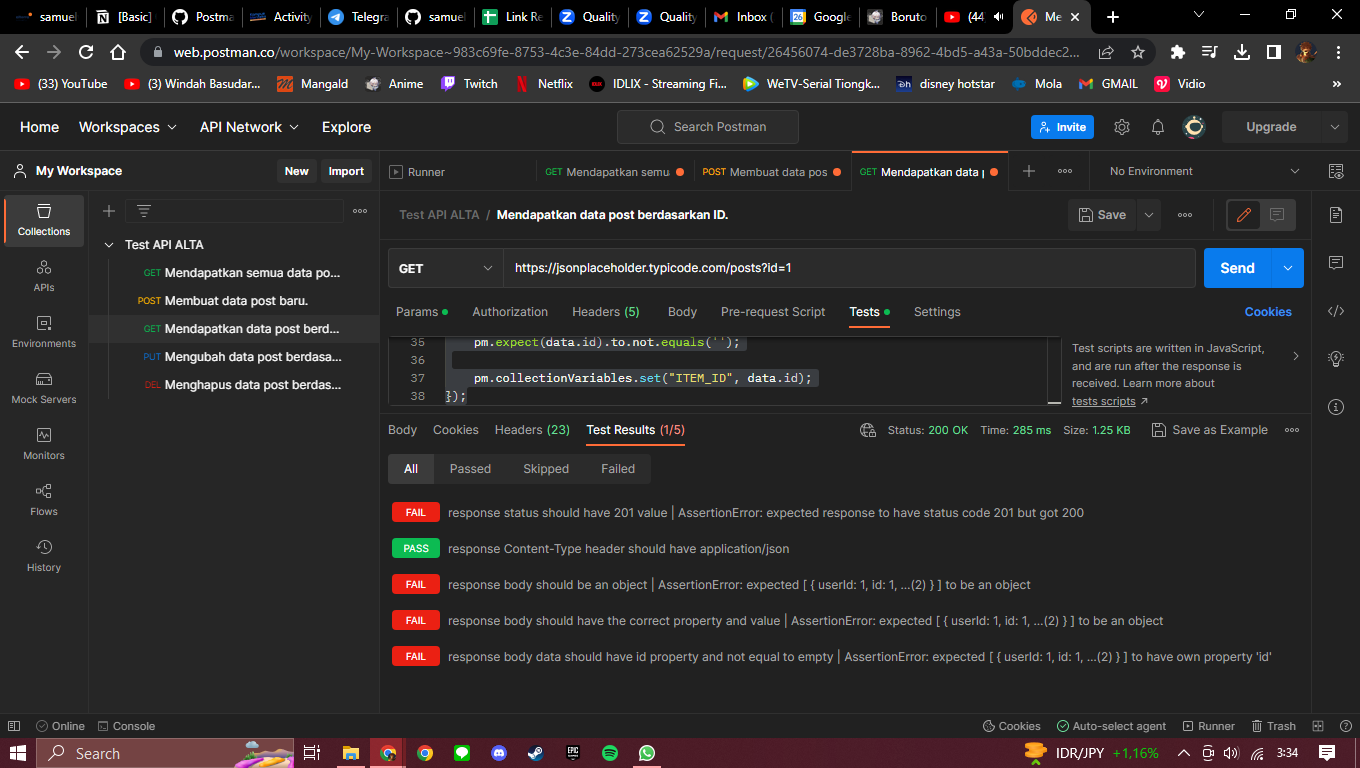 samuel
[Basic]
Postma
Activity
Telegra
samuel
Link Re
Quality
Quality
Inbox (
Google
Boruto
(44
Me
web.postman.co/workspace/My-Workspace~983c69fe-8753-4c3e-84dd-273cea62529a/request/26456074-de3728ba-8962-4bd5-a43a-50bddec2...
(33) YouTube
(3) Windah Basudar...
Mangald
Anime
Twitch
Netflix
IDLIX - Streaming Fi...
WeTV-Serial Tiongk...
disney hotstar
Mola
GMAIL
Vidio
Home
Workspaces
API Network
Explore
Search Postman
Invite
Upgrade
My Workspace
New
Import
Runner
GET Mendapatkan semu
POST Membuat data pos
GET Mendapatkan data p
No Environment
Collections
APIs
Environments
Mock Servers
Monitors
Flows
History
Test API ALTA
GET Mendapatkan semua data po...
POST Membuat data post baru.
GET Mendapatkan data post berd...
PUT Mengubah data post berdasa...
DEL Menghapus data post berdas...
Test API ALTA / Mendapatkan data post berdasarkan ID.
Save
GET
https://jsonplaceholder.typicode.com/posts?id=1
Send
Params
Authorization
Headers (5)
Body
Pre-request Script
Tests
Settings
Cookies
35 pm.expect(data.id).to.not.equals('');
36
37 pm.collectionVariables.set("ITEM_ID", data.id);
38 });
Test scripts are written in JavaScript,
and are run after the response is
received. Learn more about
tests scripts
Body
Cookies
Headers (23)
Test Results (1/5)
Status: 200 OK
Time: 285 ms
Size: 1.25 KB
Save as Example
All
Passed
Skipped
Failed
FAIL response status should have 201 value | AssertionError: expected response to have status code 201 but got 200
PASS response Content-Type header should have application/json
FAIL response body should be an object | AssertionError: expected [ { userId: 1, id: 1, …(2) } ] to be an object
FAIL response body should have the correct property and value | AssertionError: expected [ { userId: 1, id: 1, …(2) } ] to be an object
FAIL response body data should have id property and not equal to empty | AssertionError: expected [ { userId: 1, id: 1, …(2) } ] to have own property 'id'
Online
Console
Cookies
Auto-select agent
Runner
Trash
Search
EPIC
IDR/JPY +1,16%
3:34